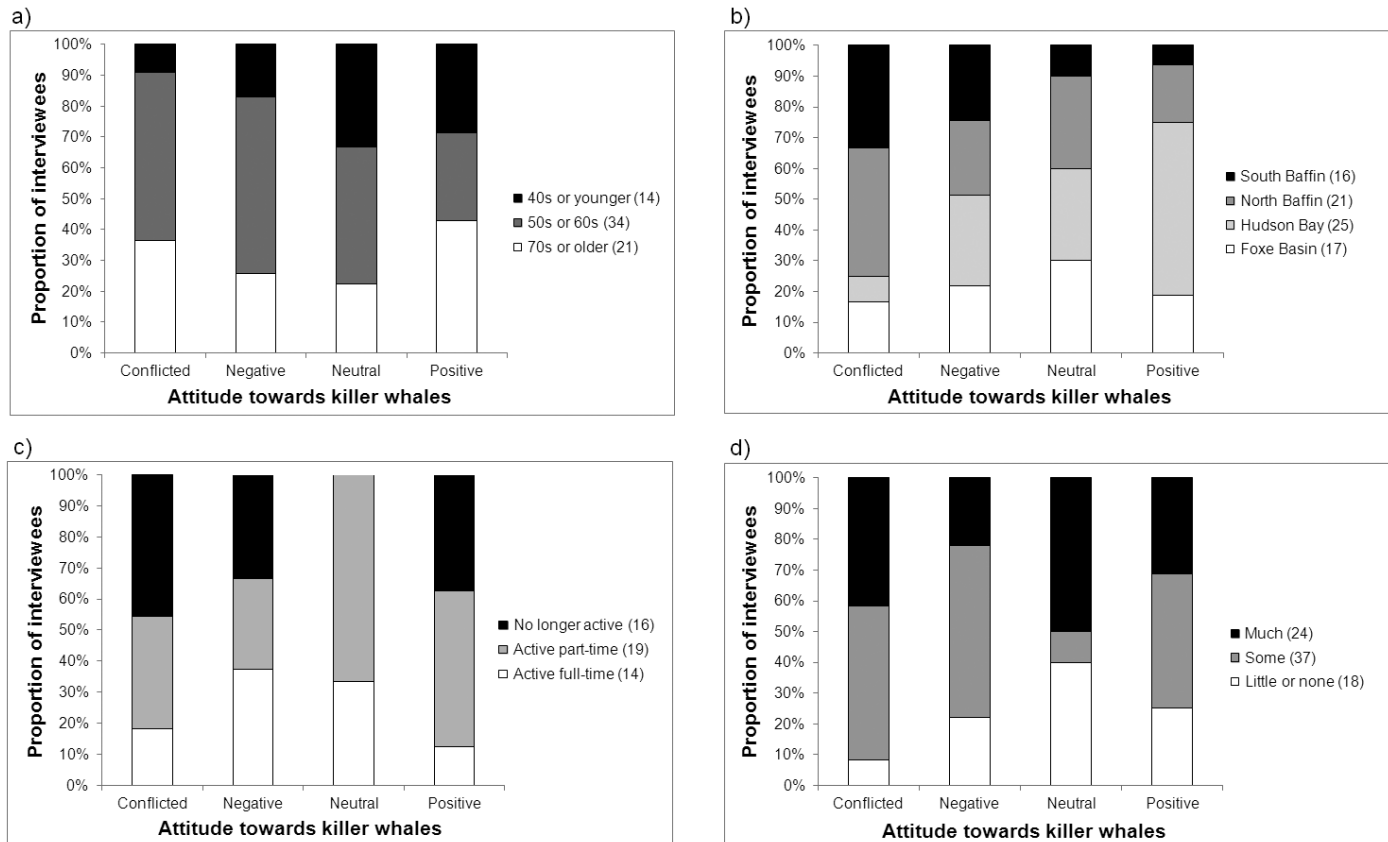 a)
100%
90%
80%
70%
60%
50%
40%
30%
20%
10%
0%
Proportion of interviewees
Conflicted Negative Neutral Positive
Attitude towards killer whales
40s or younger (14)
50s or 60s (34)
70s or older (21)
b)
100%
90%
80%
70%
60%
50%
40%
30%
20%
10%
0%
Proportion of interviewees
Conflicted Negative Neutral Positive
Attitude towards killer whales
South Baffin (16)
North Baffin (21)
Hudson Bay (25)
Foxe Basin (17)
c)
100%
90%
80%
70%
60%
50%
40%
30%
20%
10%
0%
Proportion of interviewees
Conflicted Negative Neutral Positive
Attitude towards killer whales
No longer active (16)
Active part-time (19)
Active full-time (14)
d)
100%
90%
80%
70%
60%
50%
40%
30%
20%
10%
0%
Proportion of interviewees
Conflicted Negative Neutral Positive
Attitude towards killer whales
Much (24)
Some (37)
Little or none (18)